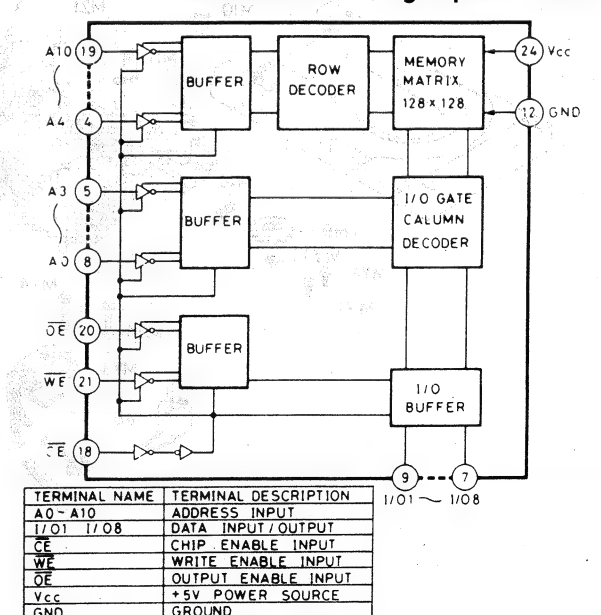 A10 19
BUFFER
ROW
DECODER
MEMORY
MATRIX
128 x 128
24 Vcc
A4 4
12 GND
A3 5
BUFFER
I/O GATE
CALUMN
DECODER
A0 8
OE 20
BUFFER
WE 21
I/O
BUFFER
CE 18
9 7
I/O1 ~ I/O8
TERMINAL NAME TERMINAL DESCRIPTION
A0 - A10 ADDRESS INPUT
I/O1 I/O8 DATA INPUT / OUTPUT
CE CHIP ENABLE INPUT
WE WRITE ENABLE INPUT
OE OUTPUT ENABLE INPUT
Vcc +5V POWER SOURCE
GND GROUND